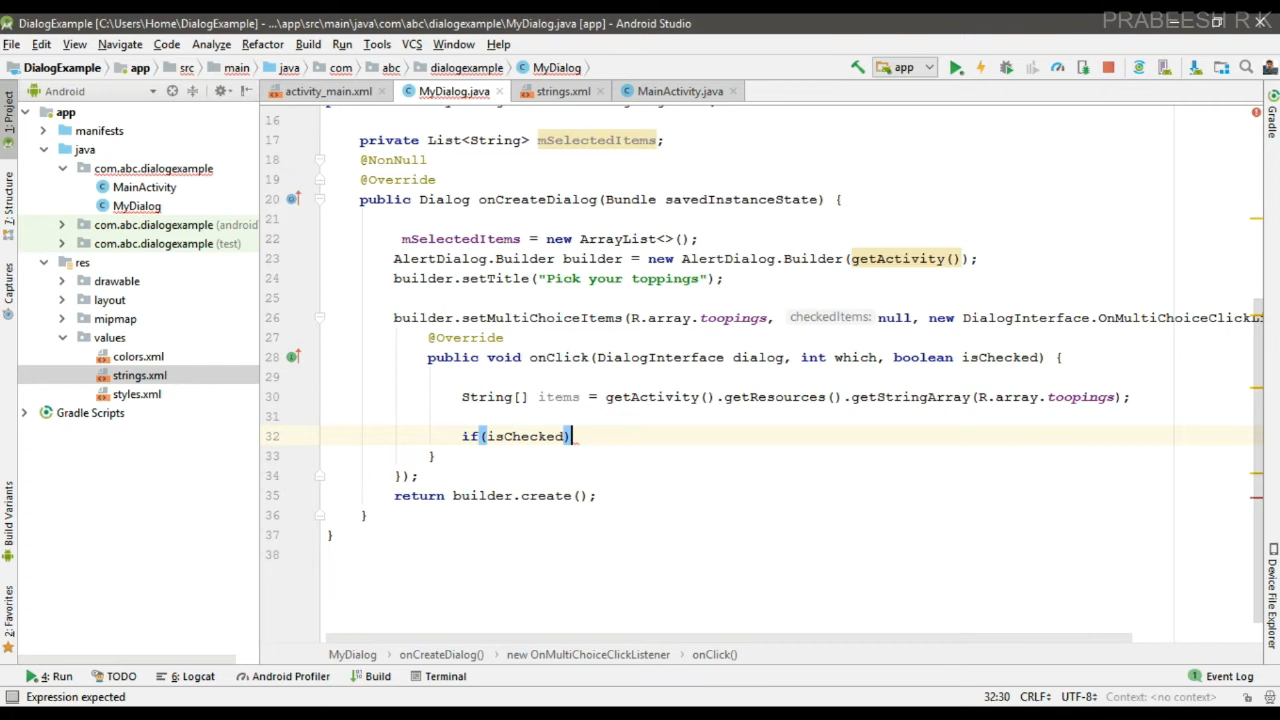 PRABEESH R K
DialogExample [C:\Users\Home\DialogExample] - ...\app\src\main\java\com\abc\dialogexample\MyDialog.java [app] - Android Studio
File Edit View Navigate Code Analyze Refactor Build Run Tools VCS Window Help
DialogExample app src main java com abc dialogexample MyDialog app
Android activity_main.xml MyDialog.java strings.xml MainActivity.java
1: Project
7: Structure
Captures
Build Variants
2: Favorites
app
manifests
java
com.abc.dialogexample
MainActivity
MyDialog
com.abc.dialogexample (android
com.abc.dialogexample (test)
res
drawable
layout
mipmap
values
colors.xml
strings.xml
styles.xml
Gradle Scripts
16
17 private List<String> mSelectedItems;
18 @NonNull
19 @Override
20 public Dialog onCreateDialog(Bundle savedInstanceState) {
21
22 mSelectedItems = new ArrayList<>();
23 AlertDialog.Builder builder = new AlertDialog.Builder(getActivity());
24 builder.setTitle("Pick your toppings");
25
26 builder.setMultiChoiceItems(R.array.toopings, checkedItems: null, new DialogInterface.OnMultiChoiceClickLi
27 @Override
28 public void onClick(DialogInterface dialog, int which, boolean isChecked) {
29
30 String[] items = getActivity().getResources().getStringArray(R.array.toopings);
31
32 if(isChecked)
33 }
34 });
35 return builder.create();
36 }
37 }
38
Gradle
Device File Explorer
MyDialog onCreateDialog() new OnMultiChoiceClickListener onClick()
4: Run TODO 6: Logcat Android Profiler Build Terminal 1 Event Log
Expression expected 32:30 CRLF UTF-8 Context: <no context>